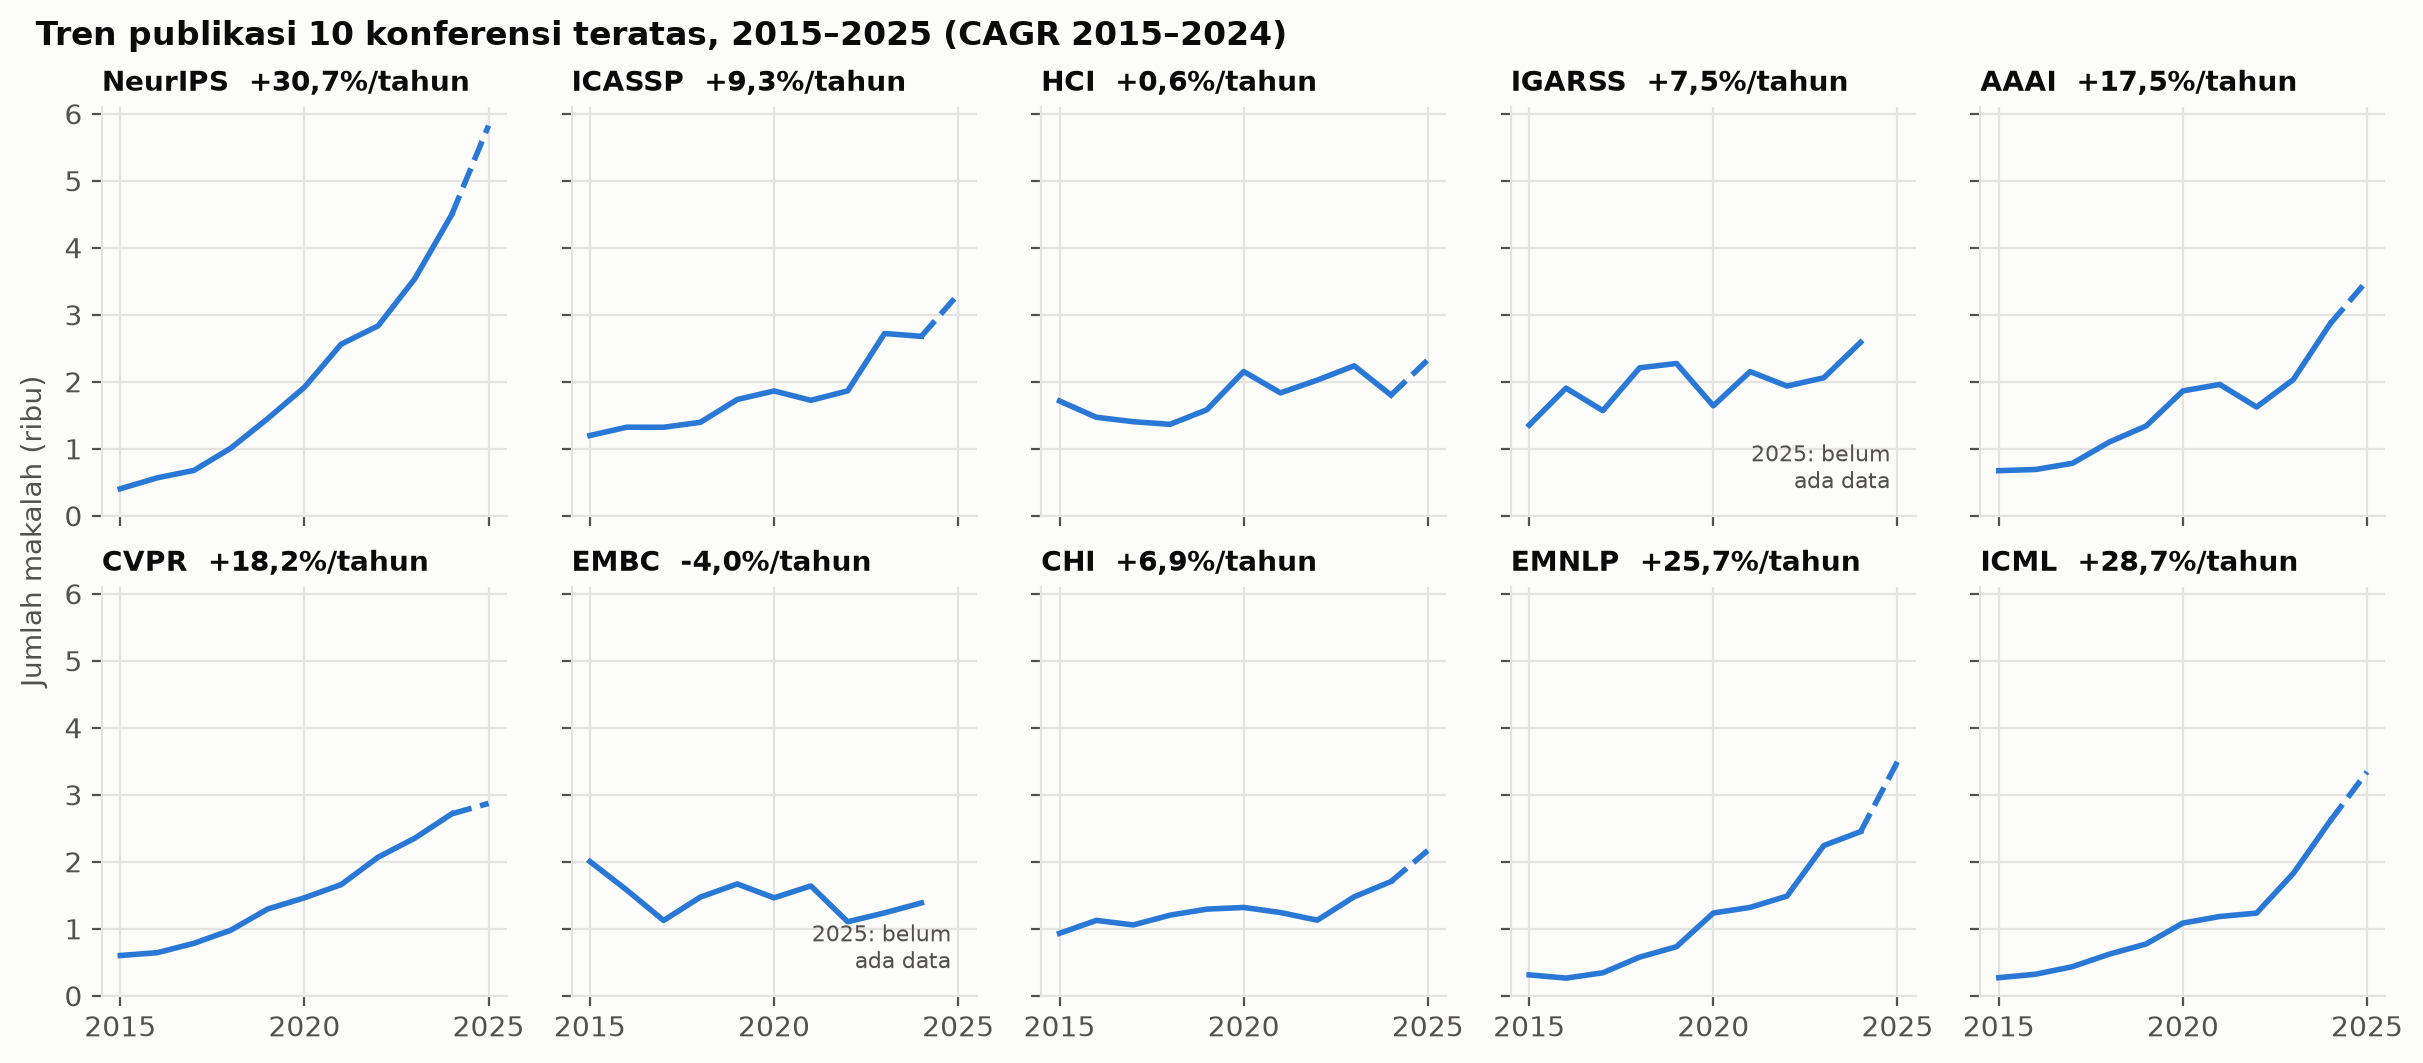 Tren publikasi 10 konferensi teratas, 2015–2025 (CAGR 2015–2024)
Jumlah makalah (ribu)
NeurIPS +30,7%/tahun
6
5
4
3
2
1
0
ICASSP +9,3%/tahun
HCI +0,6%/tahun
IGARSS +7,5%/tahun
2025: belum
ada data
AAAI +17,5%/tahun
CVPR +18,2%/tahun
6
5
4
3
2
1
0
2015 2020 2025
EMBC -4,0%/tahun
2025: belum
ada data
2015 2020 2025
CHI +6,9%/tahun
2015 2020 2025
EMNLP +25,7%/tahun
2015 2020 2025
ICML +28,7%/tahun
2015 2020 2025